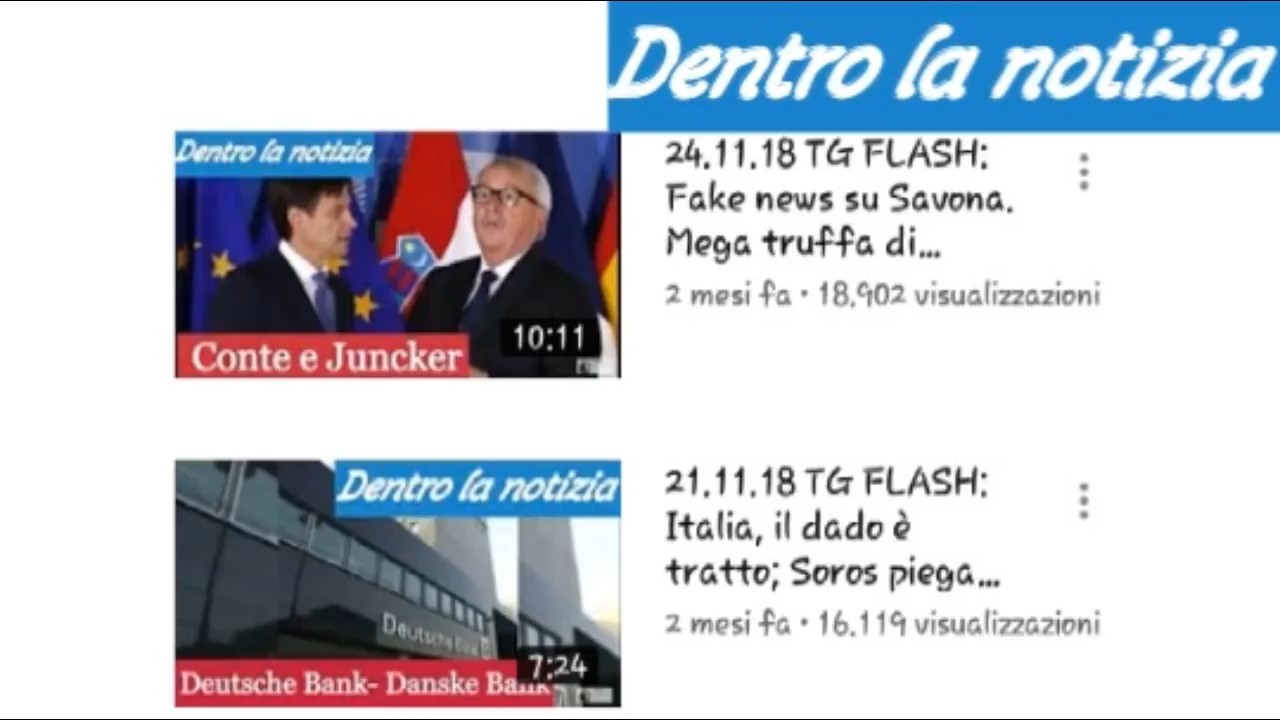 Dentro la notizia
Dentro la notizia
Conte e Juncker
10:11
24.11.18 TG FLASH:
Fake news su Savona.
Mega truffa di...
2 mesi fa • 18.902 visualizzazioni
Dentro la notizia
Deutsche Bank
Deutsche Bank- Danske Bank
7:24
21.11.18 TG FLASH:
Italia, il dado è
tratto; Soros piega...
2 mesi fa • 16.119 visualizzazioni